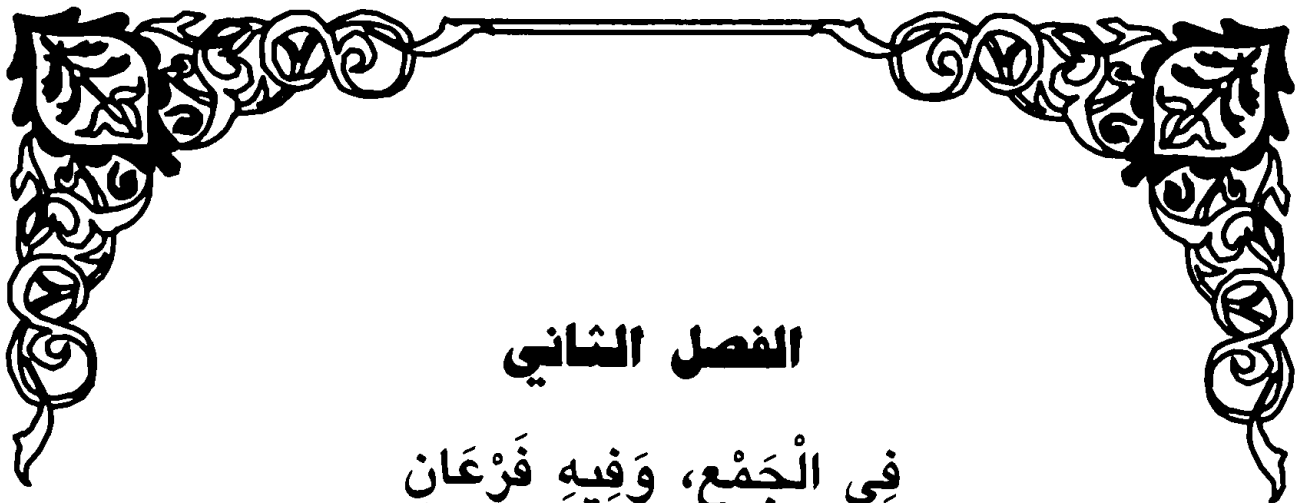 الفصل الثاني
فِي الْجَمْعِ، وَفِيهِ فَرْعَان